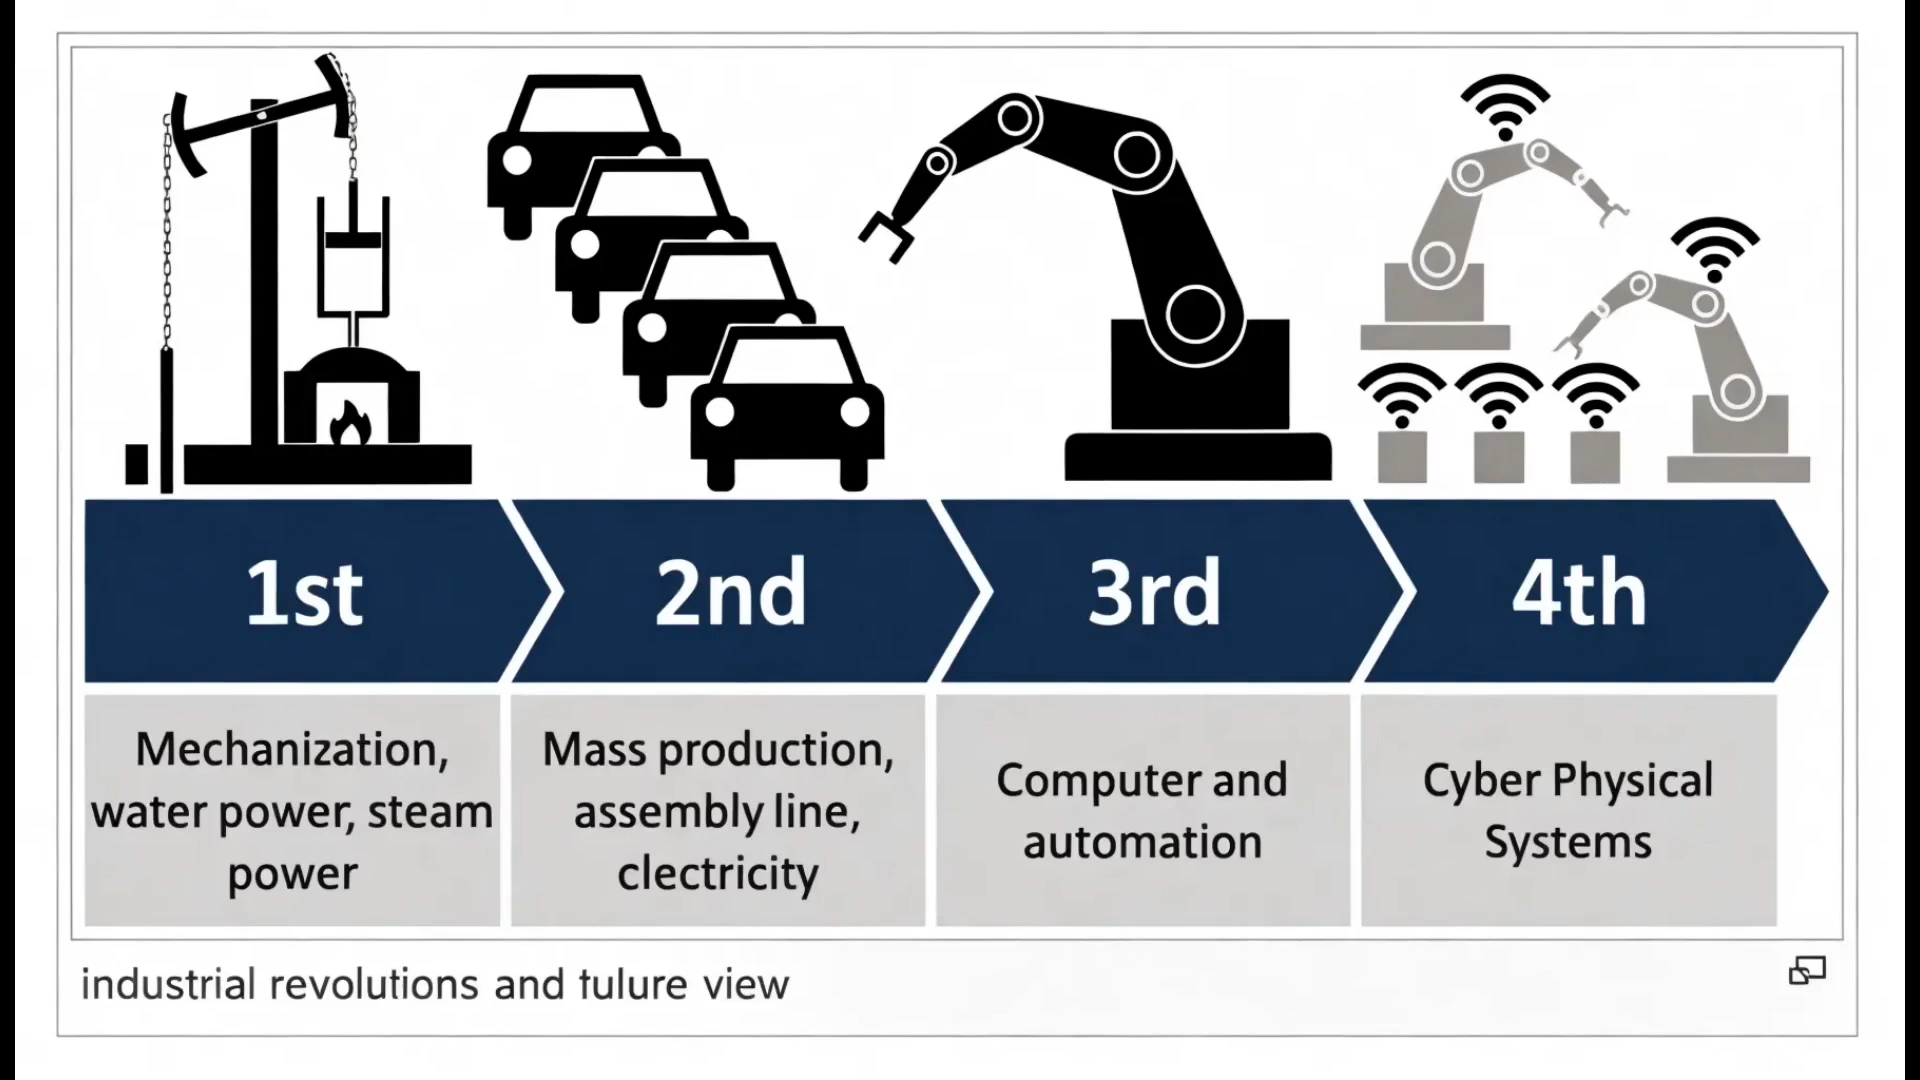 1st
2nd
3rd
4th
Mechanization,
water power, steam
power
Mass production,
assembly line,
clectricity
Computer and
automation
Cyber Physical
Systems
industrial revolutions and tulure view